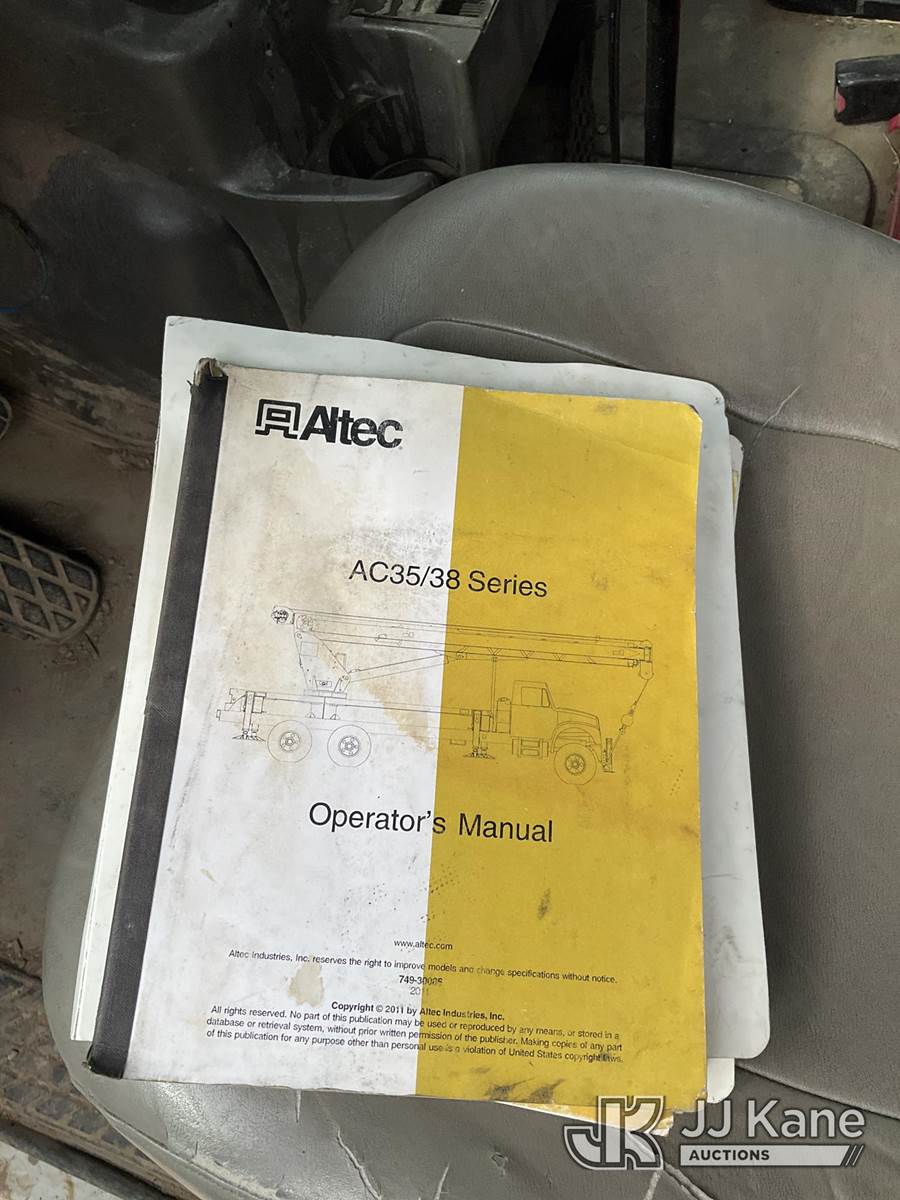 Altec
AC35/38 Series
Operator's Manual
www.altec.com
Altec Industries, Inc. reserves the right to improve models and change specifications without notice.
Copyright © 2011 by Altec Industries, Inc.
All rights reserved. No part of this publication may be used or reproduced by any means, or stored in a
database or retrieval system, without prior written permission of the publisher. Making copies of any part
of this publication for any purpose other than personal use is a violation of United States copyright laws.
JK JJ Kane
AUCTIONS